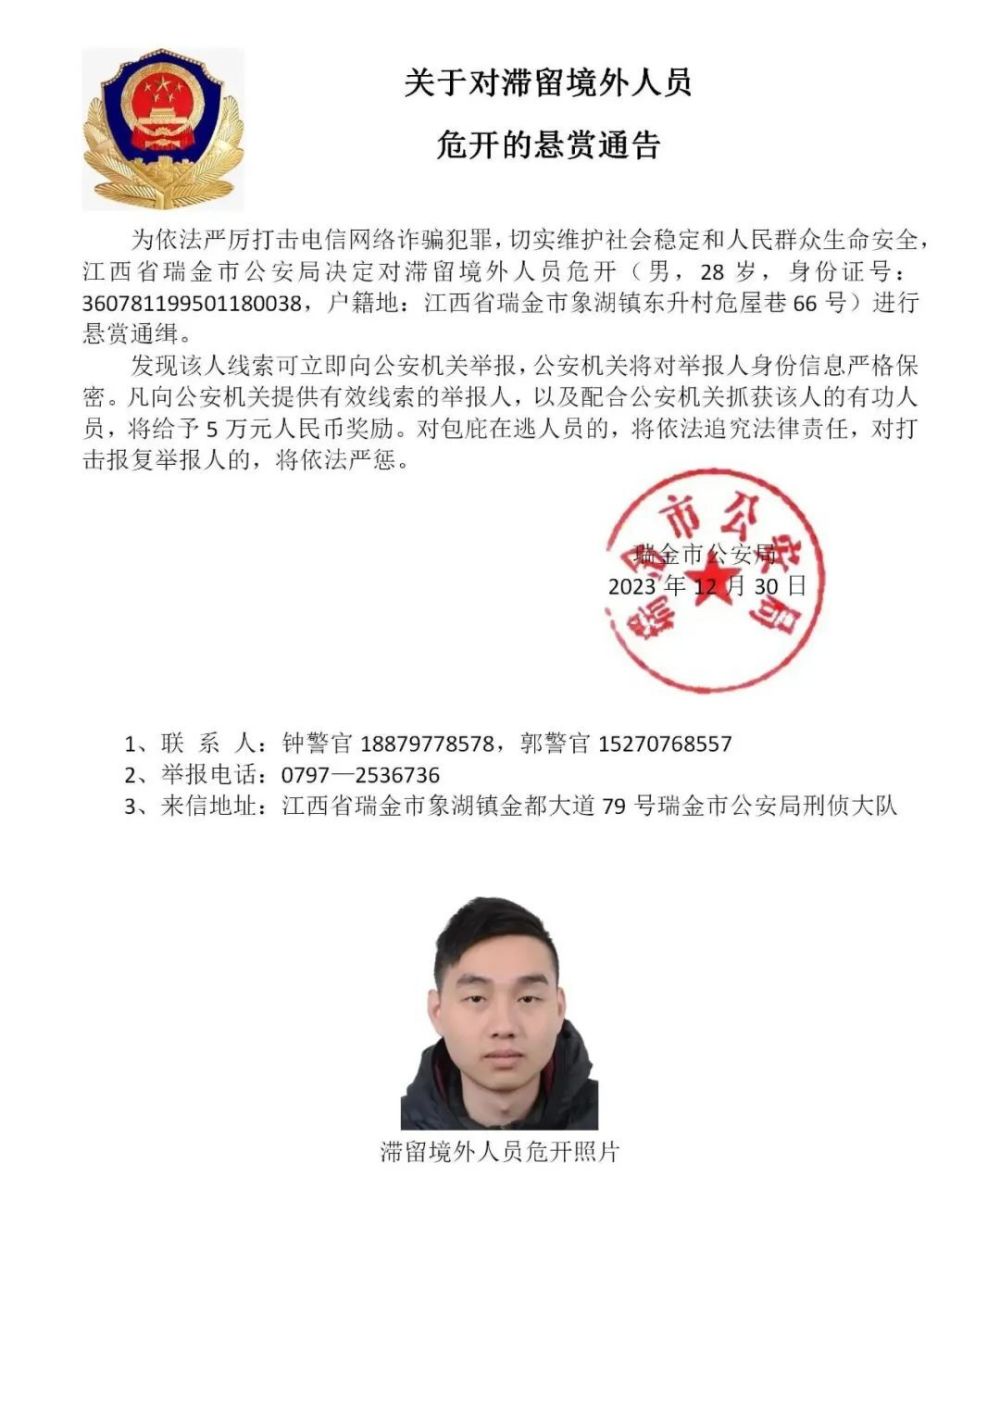 关于对滞留境外人员
危开的悬赏通告
为依法严厉打击电信网络诈骗犯罪，切实维护社会稳定和人民群众生命安全，
江西省瑞金市公安局决定对滞留境外人员危开（男，28 岁，身份证号：
360781199501180038，户籍地：江西省瑞金市象湖镇东升村危屋巷 66 号）进行
悬赏通缉。
发现该人线索可立即向公安机关举报，公安机关将对举报人身份信息严格保
密。凡向公安机关提供有效线索的举报人，以及配合公安机关抓获该人的有功人
员，将给予 5 万元人民币奖励。对包庇在逃人员的，将依法追究法律责任，对打
击报复举报人的，将依法严惩。
瑞金市公安局
2023 年 12 月 30 日
瑞金市公安局
1、联 系 人：钟警官 18879778578，郭警官 15270768557
2、举报电话：0797—2536736
3、来信地址：江西省瑞金市象湖镇金都大道 79 号瑞金市公安局刑侦大队
滞留境外人员危开照片